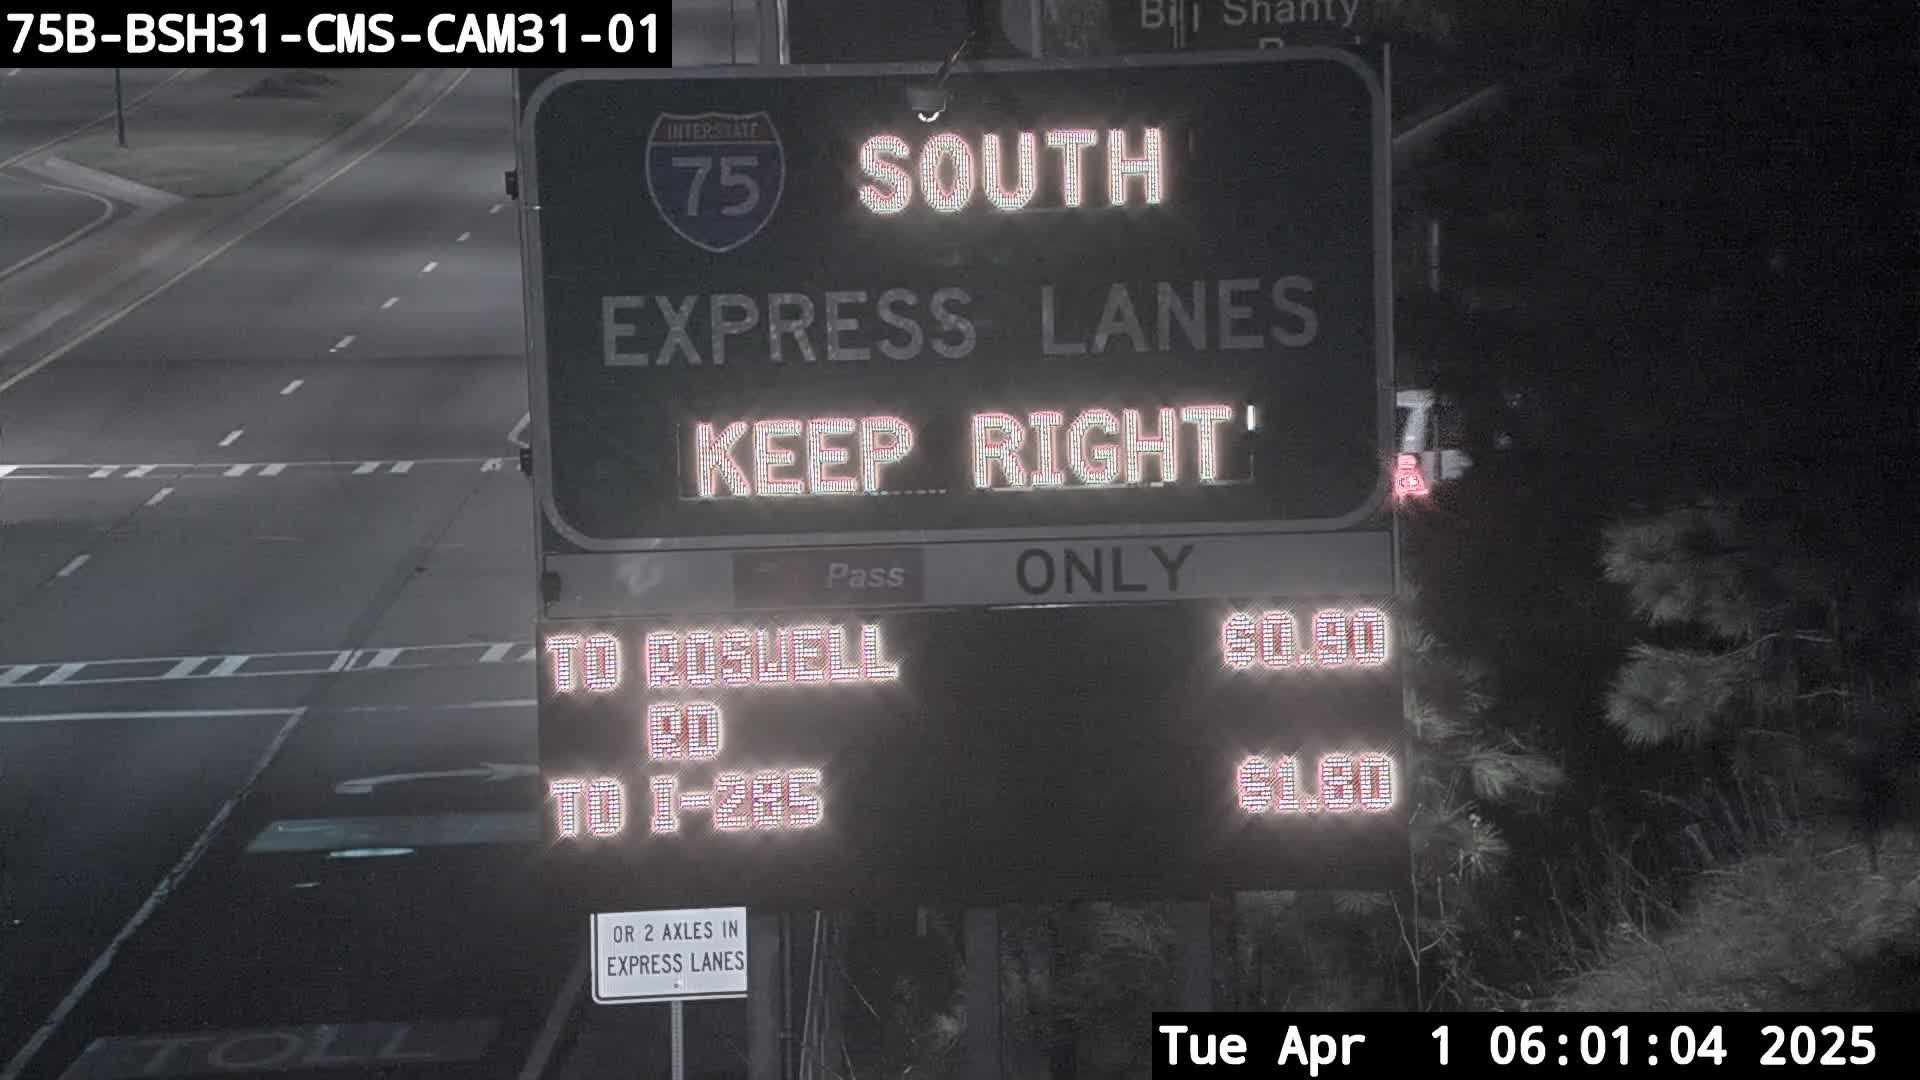 75B-BSH31-CMS-CAM31-01
Shanty
INTERSTATE
75
SOUTH
EXPRESS LANES
KEEP RIGHT
Pass ONLY
TO ROSWELL $0.90
RD
TO I-285 $1.90
OR 2 AXLES IN
EXPRESS LANES
TOLL
Tue Apr 1 06:01:04 2025